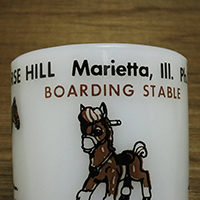 HILL Marietta, Ill.
BOARDING STABLE